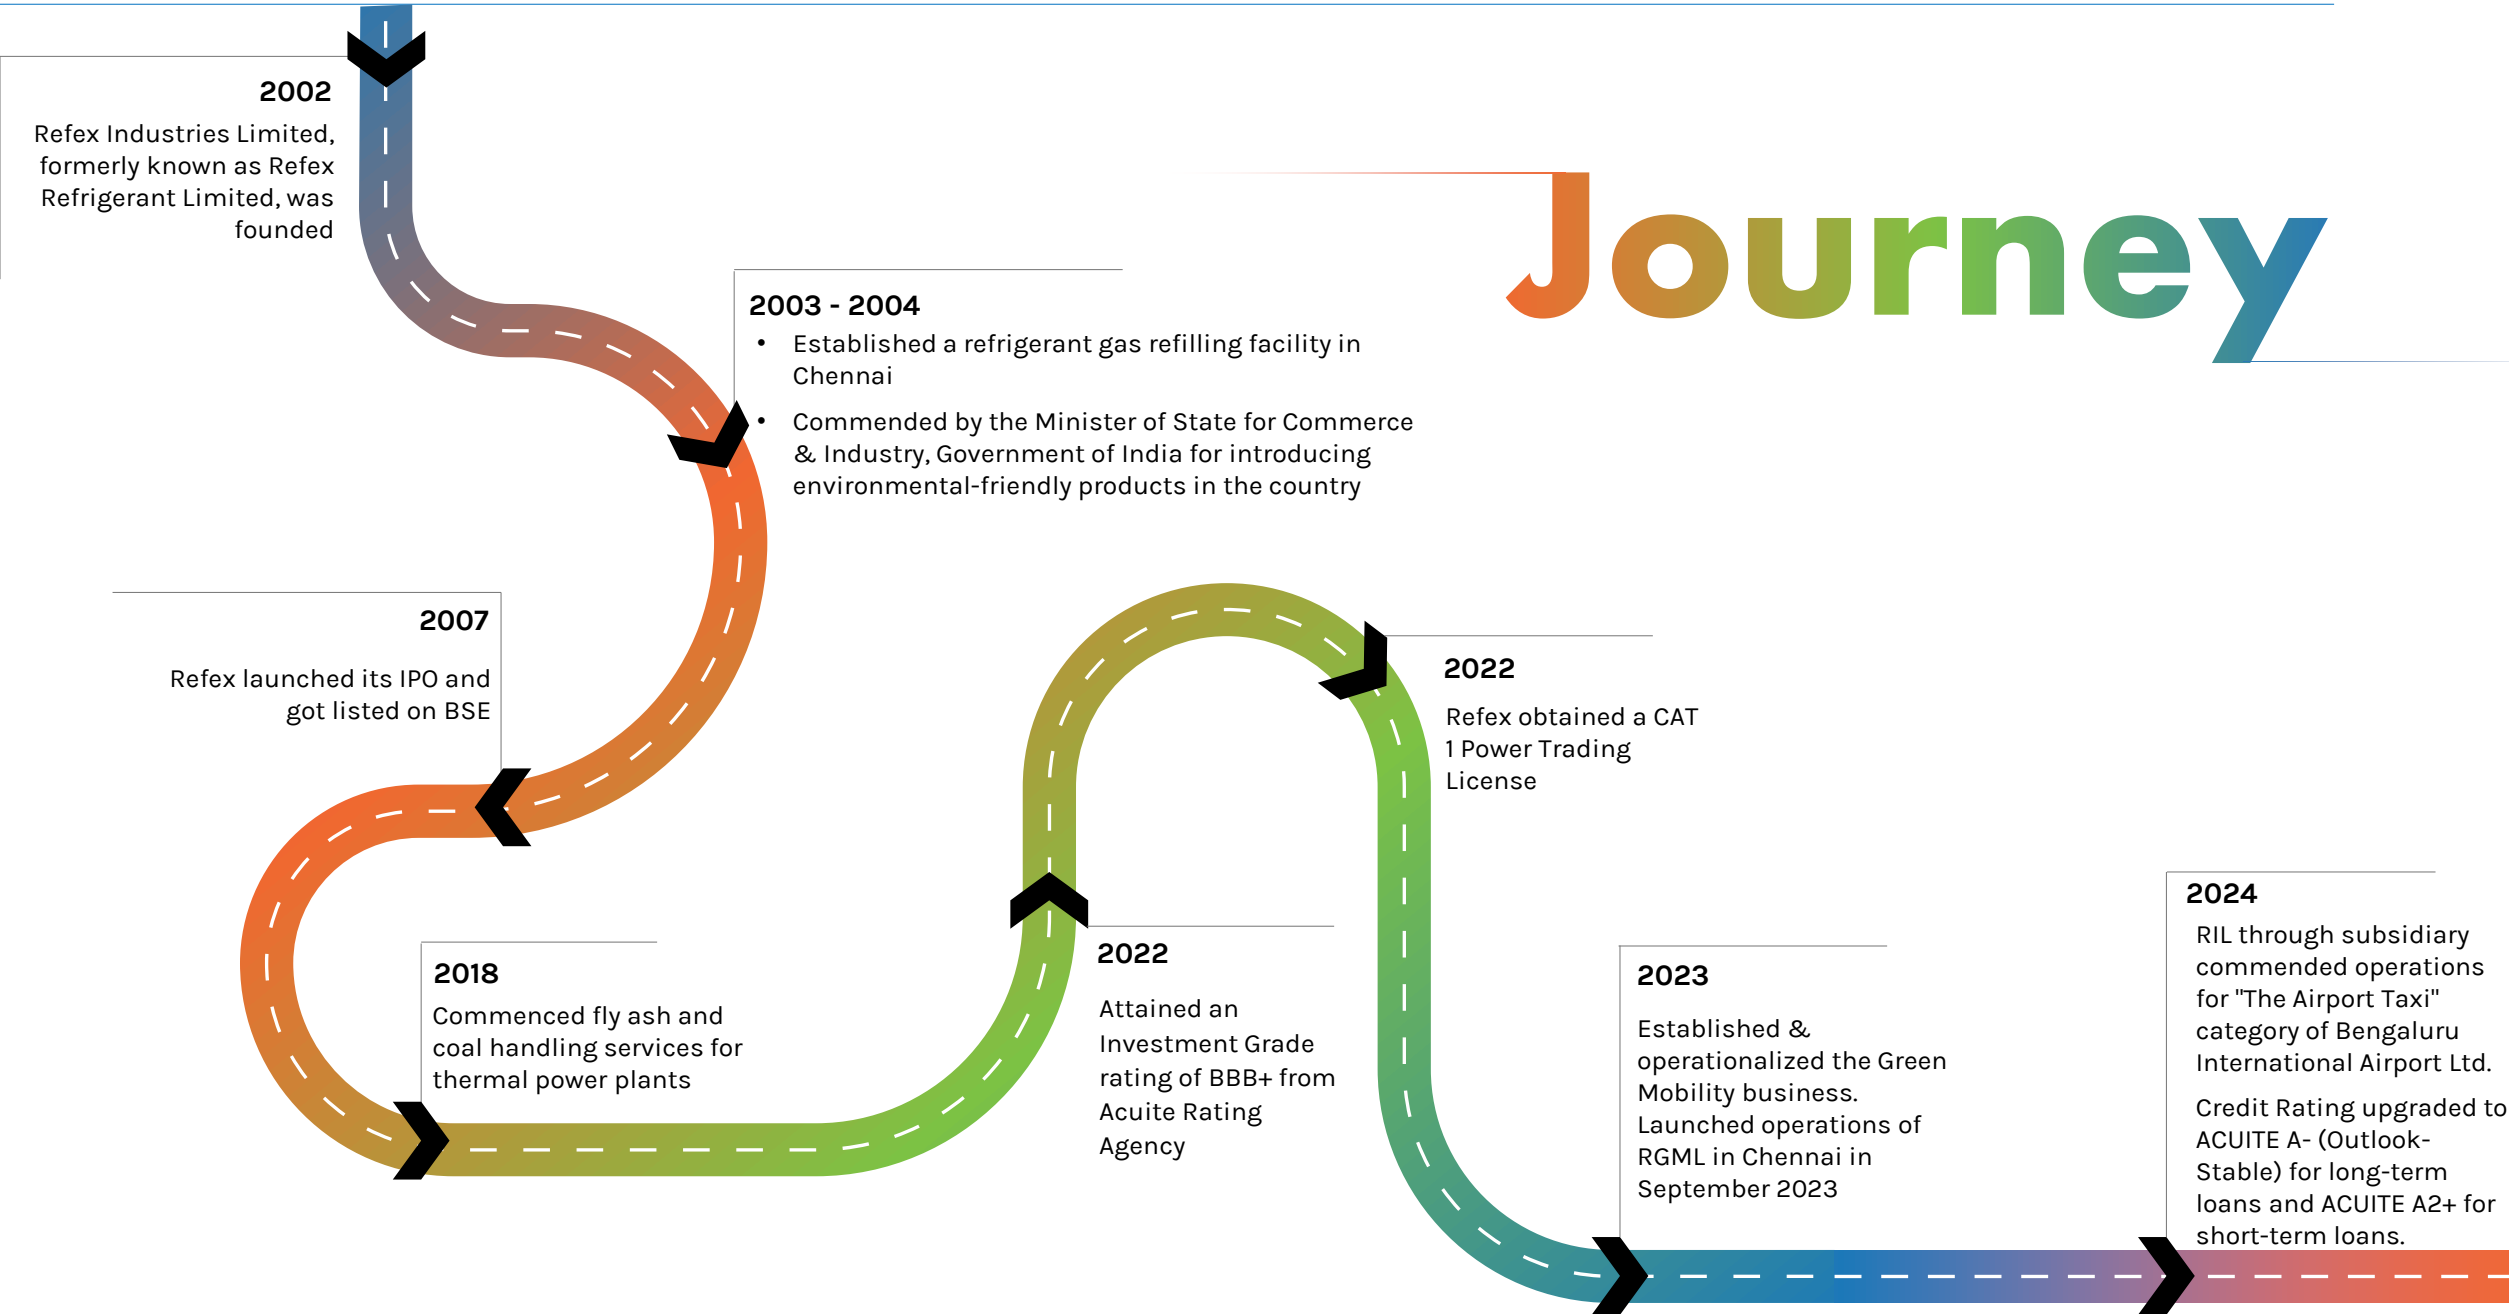 2002
Refex Industries Limited,
formerly known as Refex
Refrigerant Limited, was
founded
Journey
2003 - 2004
• Established a refrigerant gas refilling facility in
Chennai
• Commended by the Minister of State for Commerce
& Industry, Government of India for introducing
environmental-friendly products in the country
2007
Refex launched its IPO and
got listed on BSE
2018
Commenced fly ash and
coal handling services for
thermal power plants
2022
Attained an
Investment Grade
rating of BBB+ from
Acuite Rating
Agency
2022
Refex obtained a CAT
1 Power Trading
License
2023
Established &
operationalized the Green
Mobility business.
Launched operations of
RGML in Chennai in
September 2023
2024
RIL through subsidiary
commended operations
for "The Airport Taxi"
category of Bengaluru
International Airport Ltd.
Credit Rating upgraded to
ACUITE A- (Outlook-
Stable) for long-term
loans and ACUITE A2+ for
short-term loans.